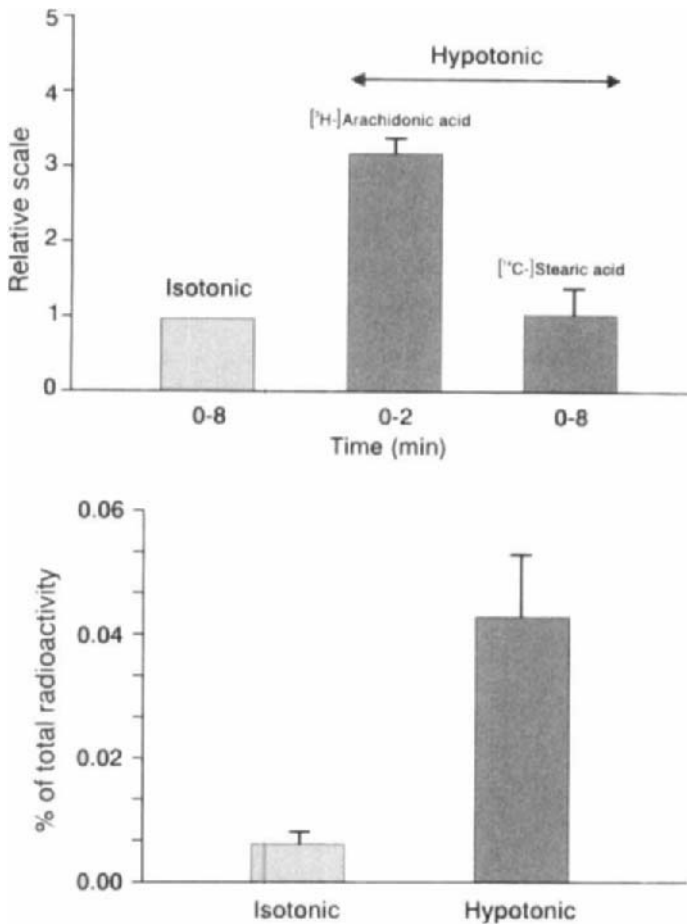 5
Hypotonic
4
[³H-]Arachidonic acid
3
Relative scale
2
[¹⁴C-]Stearic acid
Isotonic
1
0
0-8
0-2
0-8
Time (min)
0.06
0.04
% of total radioactivity
0.02
0.00
Isotonic
Hypotonic